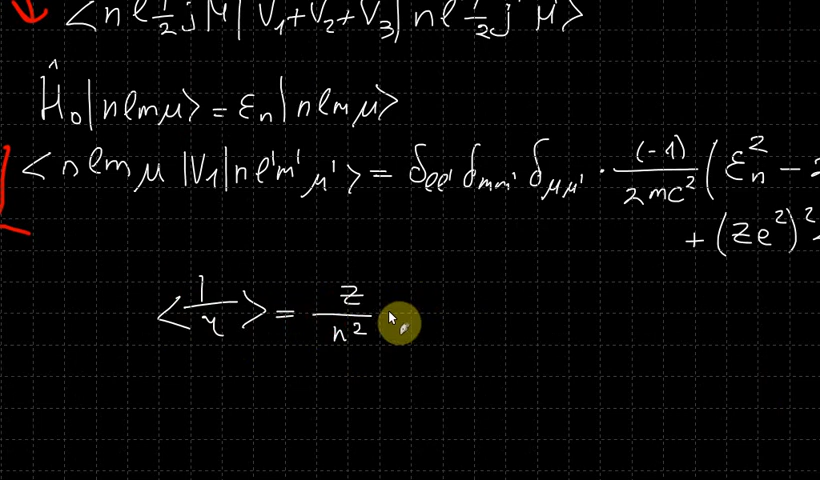 ⟨nℓ½jM| V₁+V₂+V₃| nℓ½j'M'⟩
Ĥ₀|nℓmμ⟩ = εₙ|nℓmμ⟩
⟨nℓmμ|V₁|nℓ'm'μ'⟩ = δℓℓ' δmm' δμμ' · (-1)/2mc² (εₙ² - 2
+ (Ze²)²
⟨1/r⟩ = Z/n²